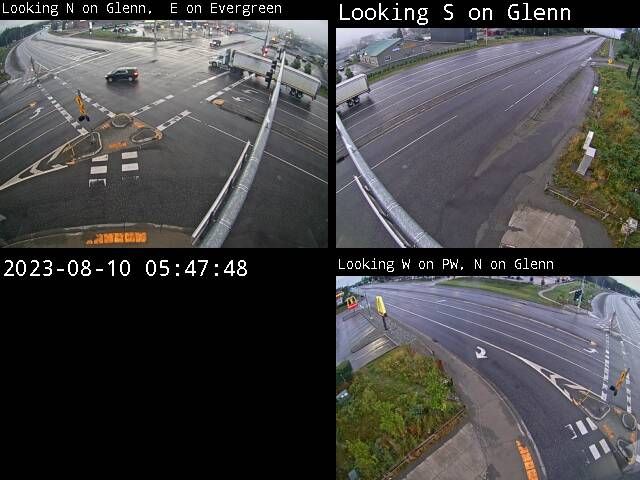 Looking N on Glenn,  E on Evergreen
Looking S on Glenn
2023-08-10 05:47:48
Looking W on PW, N on Glenn